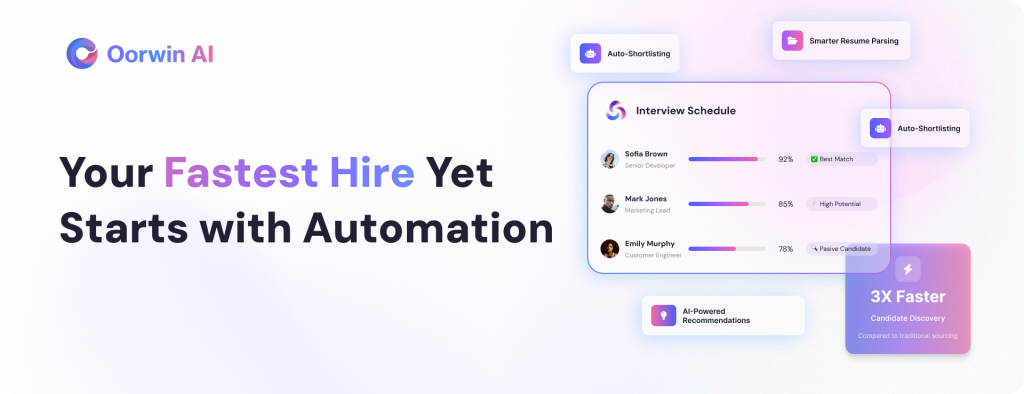 Oorwin AI
Your Fastest Hire Yet
Starts with Automation
Auto-Shortlisting
Smarter Resume Parsing
Auto-Shortlisting
Interview Schedule
Sofia Brown
Senior Developer
92%
Best Match
Mark Jones
Marketing Lead
85%
High Potential
Emily Murphy
Customer Engineer
78%
Pasive Candidate
3X Faster
Candidate Discovery
Compared to traditional sourcing
AI-Powered
Recommendations